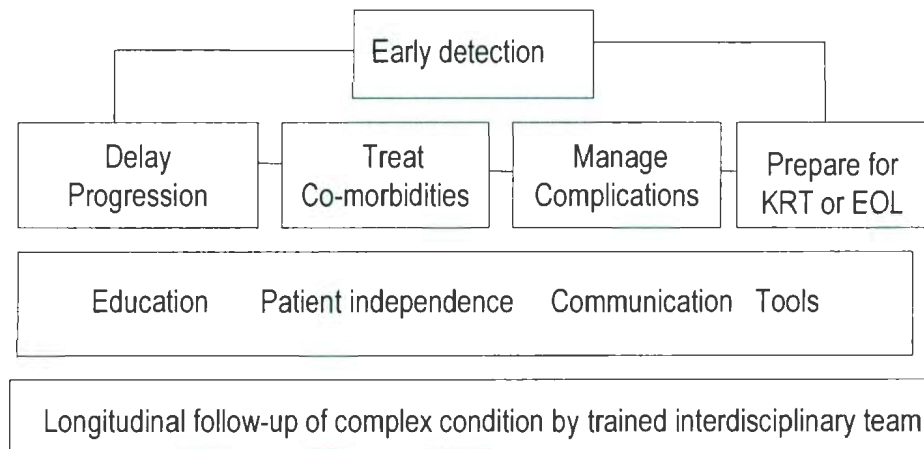 Early detection
Delay
Progression
Treat
Co-morbidities
Manage
Complications
Prepare for
KRT or EOL
Education Patient independence Communication Tools
Longitudinal follow-up of complex condition by trained interdisciplinary team